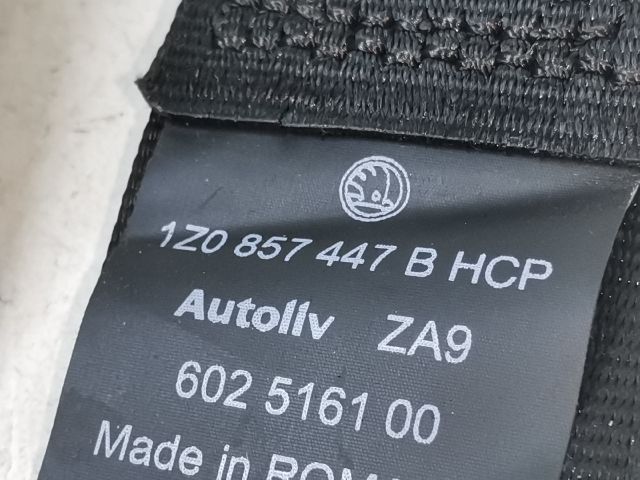 1Z0 857 447 B HCP
Autoliv ZA9
602 5161 00
Made in